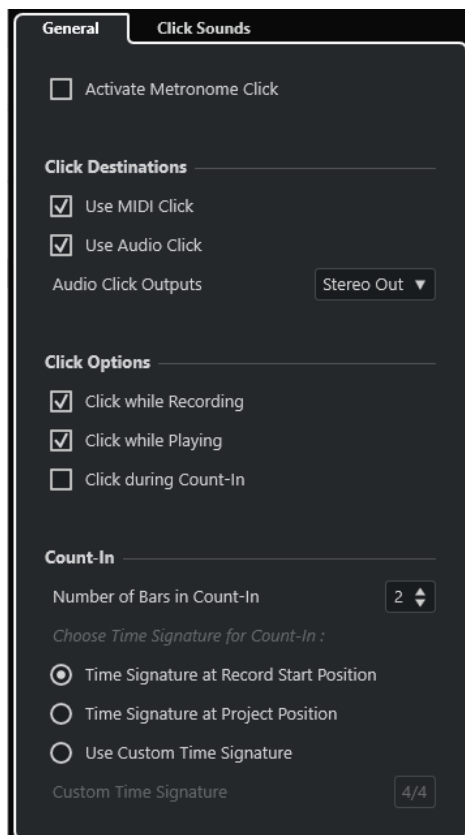 General Click Sounds
Activate Metronome Click
Click Destinations
Use MIDI Click
Use Audio Click
Audio Click Outputs Stereo Out
Click Options
Click while Recording
Click while Playing
Click during Count-In
Count-In
Number of Bars in Count-In 2
Choose Time Signature for Count-In :
Time Signature at Record Start Position
Time Signature at Project Position
Use Custom Time Signature
Custom Time Signature 4/4